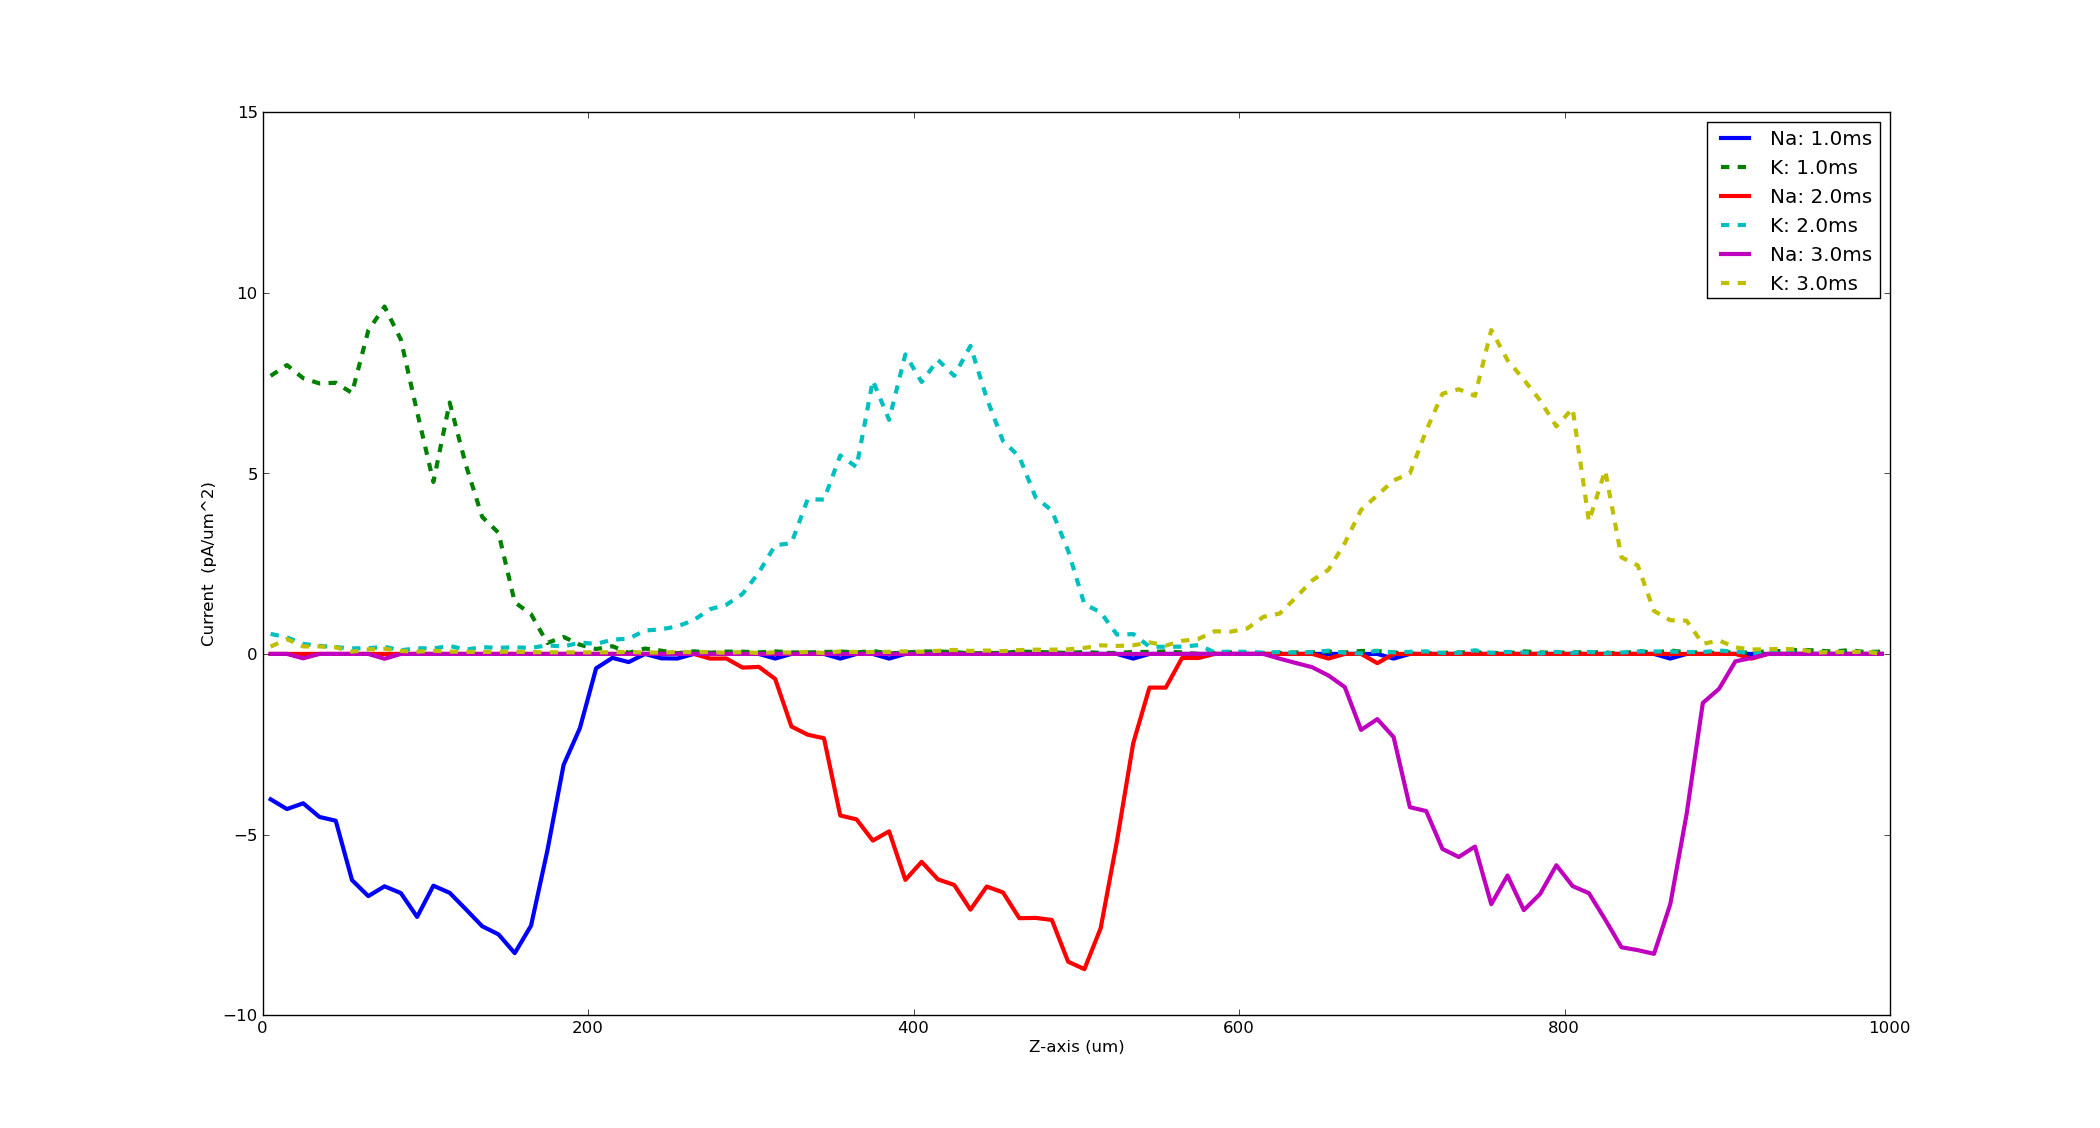 15
10
5
0
−5
−10
Current (pA/um^2)
0
200
400
600
800
1000
Z-axis (um)
Na: 1.0ms
K: 1.0ms
Na: 2.0ms
K: 2.0ms
Na: 3.0ms
K: 3.0ms